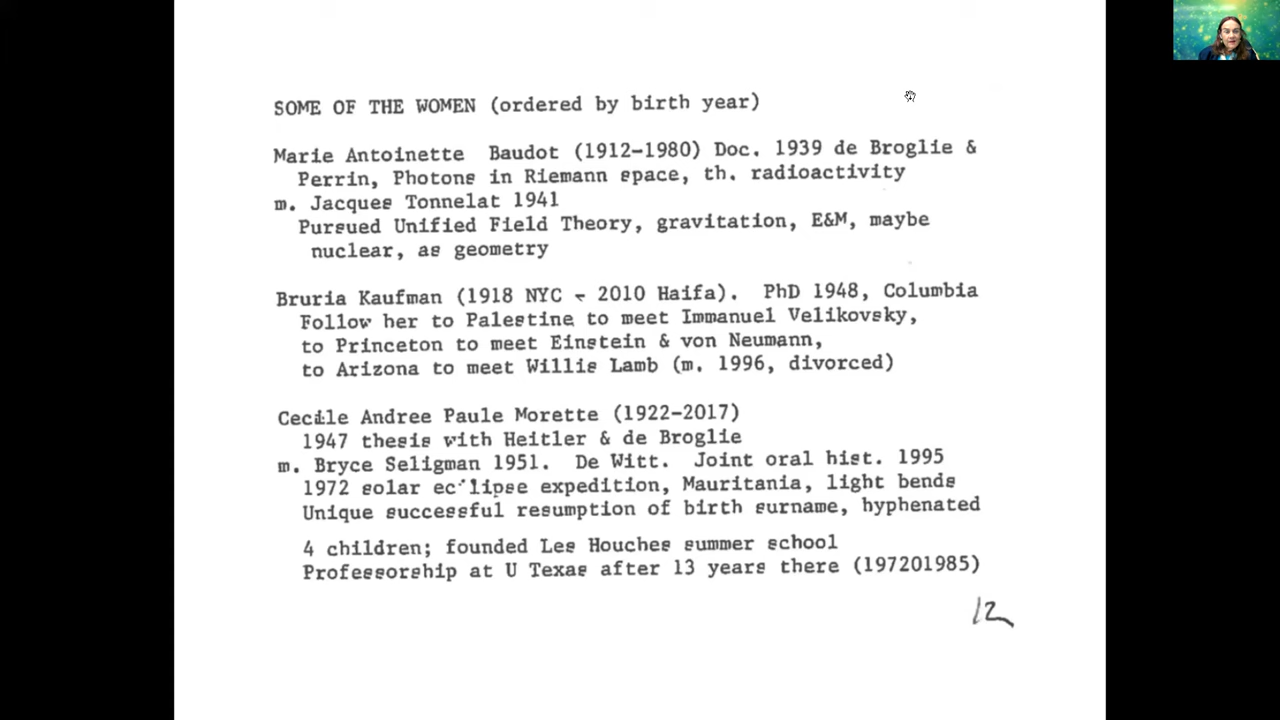 SOME OF THE WOMEN (ordered by birth year)
Marie Antoinette Baudot (1912-1980) Doc. 1939 de Broglie &
Perrin, Photons in Riemann space, th. radioactivity
m. Jacques Tonnelat 1941
Pursued Unified Field Theory, gravitation, E&M, maybe
nuclear, as geometry
Bruria Kaufman (1918 NYC - 2010 Haifa). PhD 1948, Columbia
Follow her to Palestine to meet Immanuel Velikovsky,
to Princeton to meet Einstein & von Neumann,
to Arizona to meet Willis Lamb (m. 1996, divorced)
Cecile Andree Paule Morette (1922-2017)
1947 thesis with Heitler & de Broglie
m. Bryce Seligman 1951. De Witt. Joint oral hist. 1995
1972 solar eclipse expedition, Mauritania, light bends
Unique successful resumption of birth surname, hyphenated
4 children; founded Les Houches summer school
Professorship at U Texas after 13 years there (197201985)
12